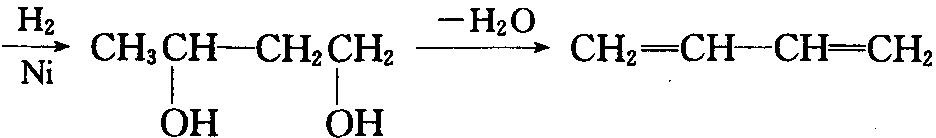 H₂
Ni
CH₃CH—CH₂CH₂ —H₂O CH₂=CH—CH=CH₂
OH OH